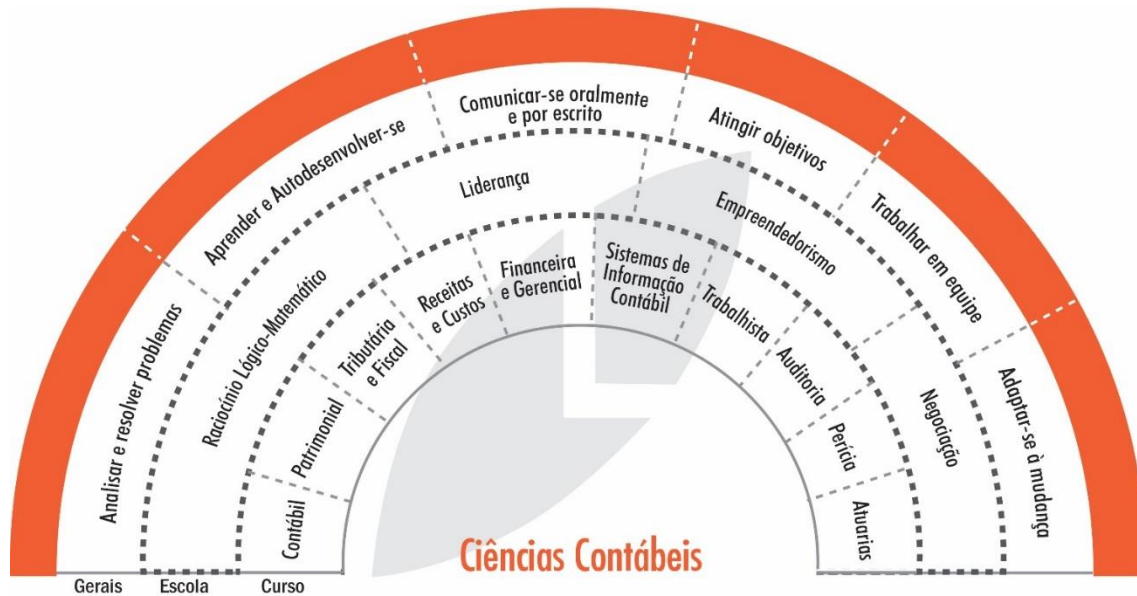 Analisar e resolver problemas
Aprender e Autodesenvolver-se
Comunicar-se oralmente
e por escrito
Atingir objetivos
Trabalhar em equipe
Adaptar-se à mudança
Raciocínio Lógico-Matemático
Liderança
Empreendedorismo
Negociação
Contábil
Patrimonial
Tributária
e Fiscal
Receitas
e Custos
Financeira
e Gerencial
Sistemas de
Informação
Contábil
Trabalhista
Auditoria
Perícia
Atuarias
Ciências Contábeis
Gerais
Escola
Curso